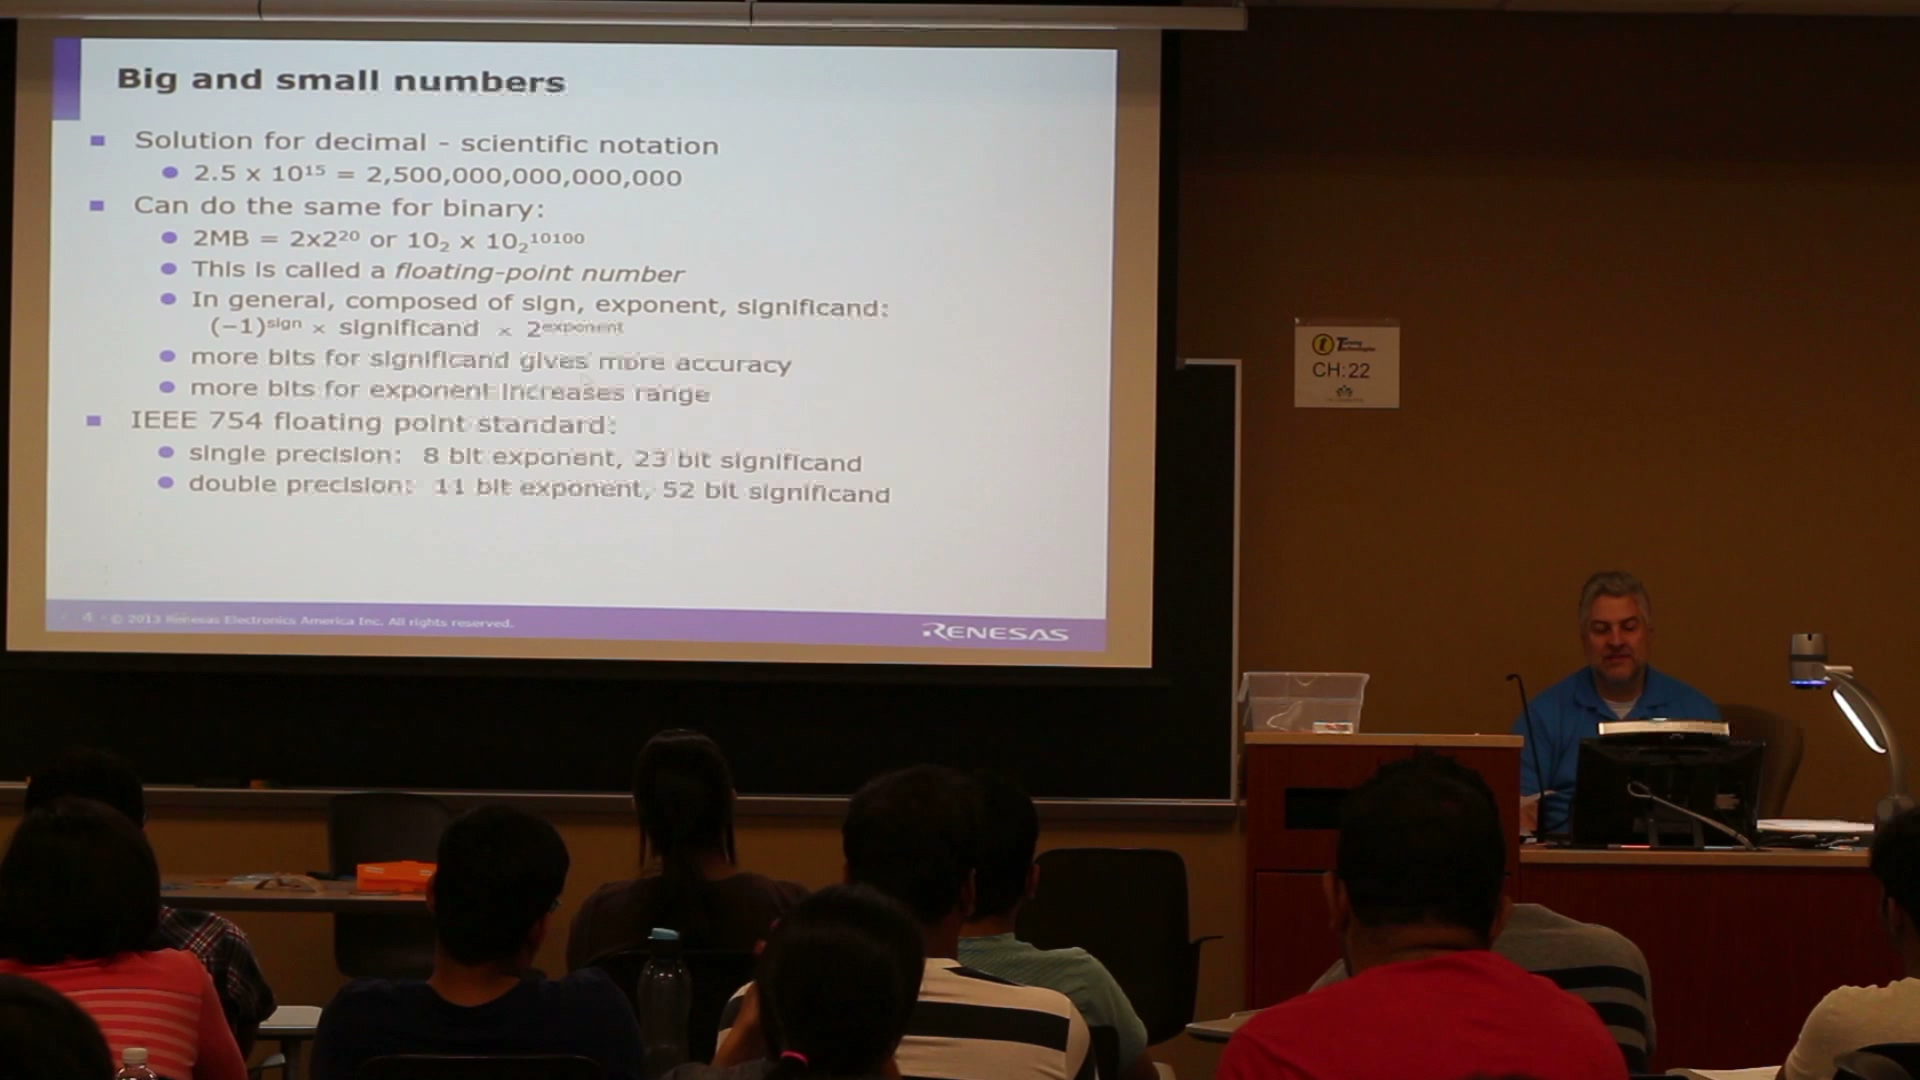 Big and small numbers
Solution for decimal - scientific notation
2.5 x 10¹⁵ = 2,500,000,000,000,000
Can do the same for binary:
2MB = 2x2²⁰ or 10₂ x 10₂¹⁰¹⁰⁰
This is called a floating-point number
In general, composed of sign, exponent, significand:
(−1)ˢⁱᵍⁿ × significand × 2ᵉˣᵖᵒⁿᵉⁿᵗ
more bits for significand gives more accuracy
more bits for exponent increases range
IEEE 754 floating point standard:
single precision: 8 bit exponent, 23 bit significand
double precision: 11 bit exponent, 52 bit significand
4 © 2013 Renesas Electronics America Inc. All rights reserved.
RENESAS
Turning
Technologies
CH:22